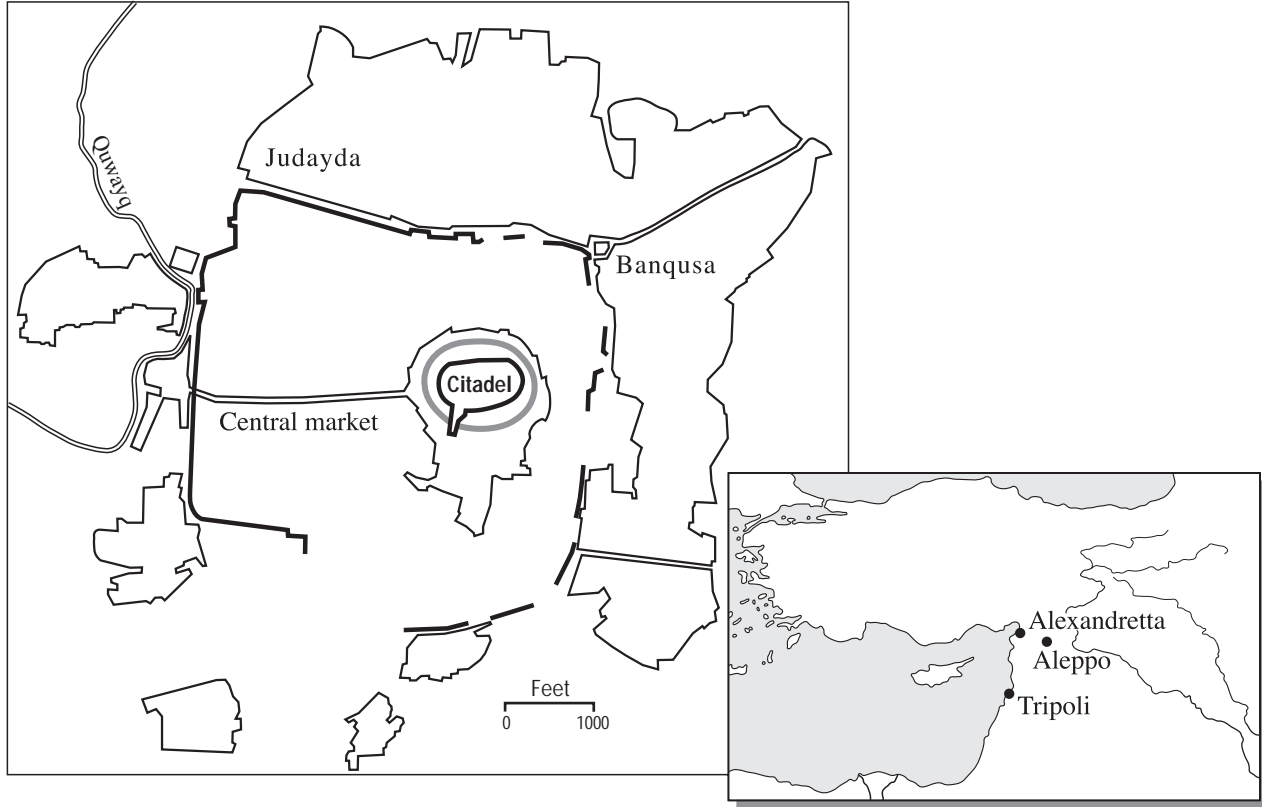 Quwayq
Judayda
Banqusa
Citadel
Central market
Feet
0 1000
Alexandretta
Aleppo
Tripoli